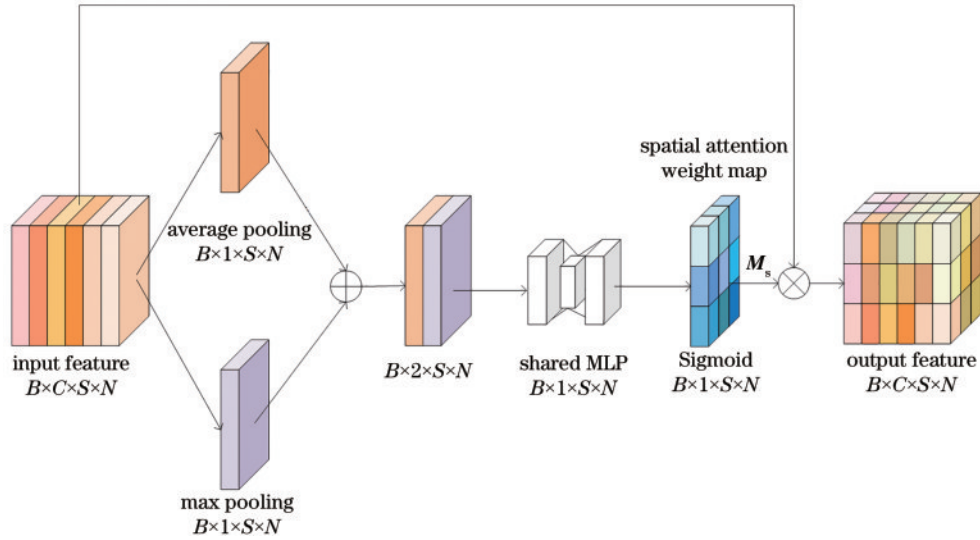 spatial attention
weight map
average pooling
B×1×S×N
M_s
input feature
B×C×S×N
B×2×S×N
shared MLP
B×1×S×N
Sigmoid
B×1×S×N
output feature
B×C×S×N
max pooling
B×1×S×N